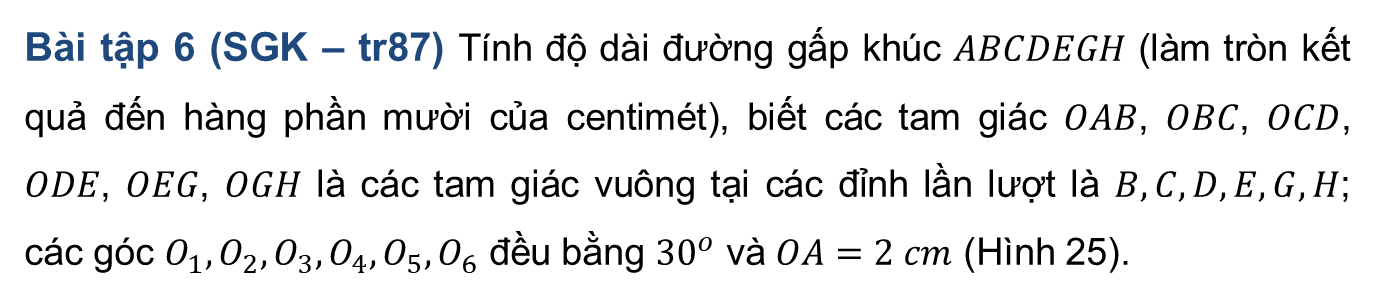 Bài tập 6 (SGK – tr87) Tính độ dài đường gấp khúc ABCDEGH (làm tròn kết
quả đến hàng phần mười của centimét), biết các tam giác OAB, OBC, OCD,
ODE, OEG, OGH là các tam giác vuông tại các đỉnh lần lượt là B, C, D, E, G, H;
các góc O₁, O₂, O₃, O₄, O₅, O₆ đều bằng 30ᵒ và OA = 2 cm (Hình 25).